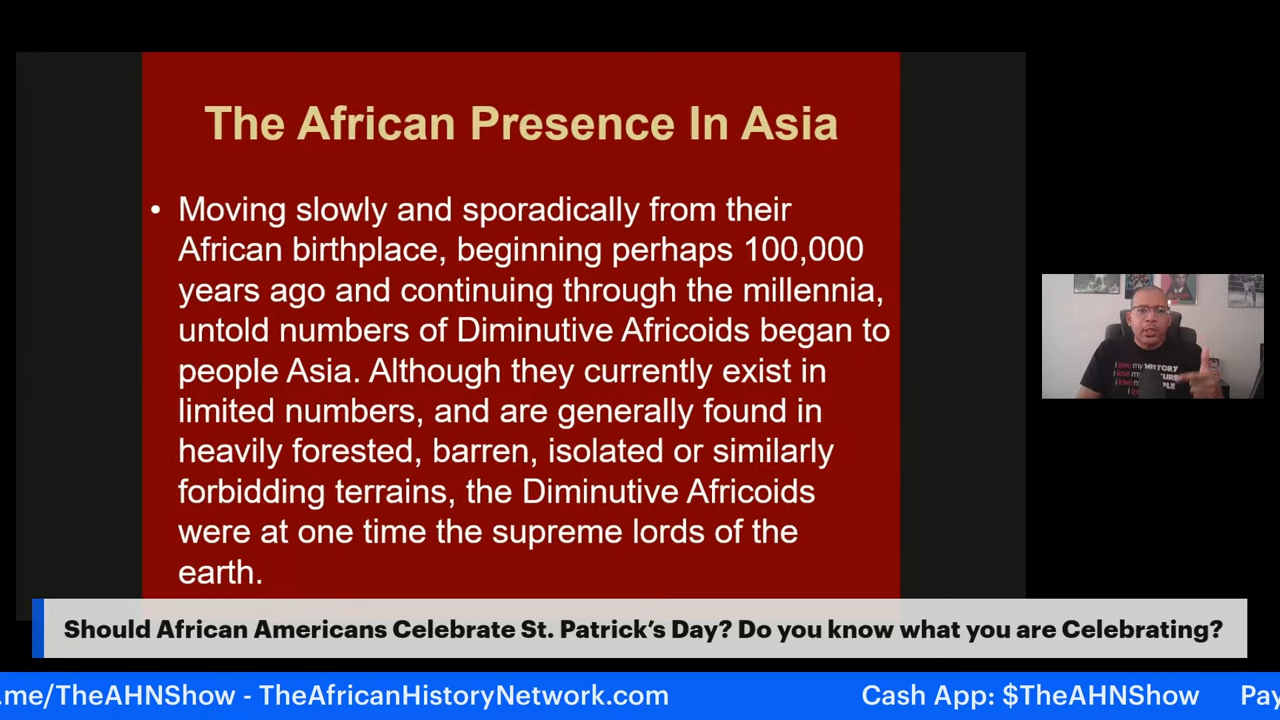 The African Presence In Asia
• Moving slowly and sporadically from their
African birthplace, beginning perhaps 100,000
years ago and continuing through the millennia,
untold numbers of Diminutive Africoids began to
people Asia. Although they currently exist in
limited numbers, and are generally found in
heavily forested, barren, isolated or similarly
forbidding terrains, the Diminutive Africoids
were at one time the supreme lords of the
earth.
i love my HISTORY
Should African Americans Celebrate St. Patrick's Day? Do you know what you are Celebrating?
.me/TheAHNShow - TheAfricanHistoryNetwork.com Cash App: $TheAHNShow Pay